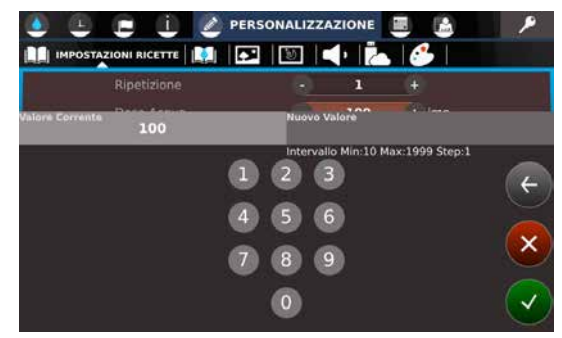 PERSONALIZZAZIONE
IMPOSTAZIONI RICETTE
Ripetizione - 1 +
Valore Corrente Nuovo Valore
100
Intervallo Min:10 Max:1999 Step:1
1 2 3
4 5 6
7 8 9
0